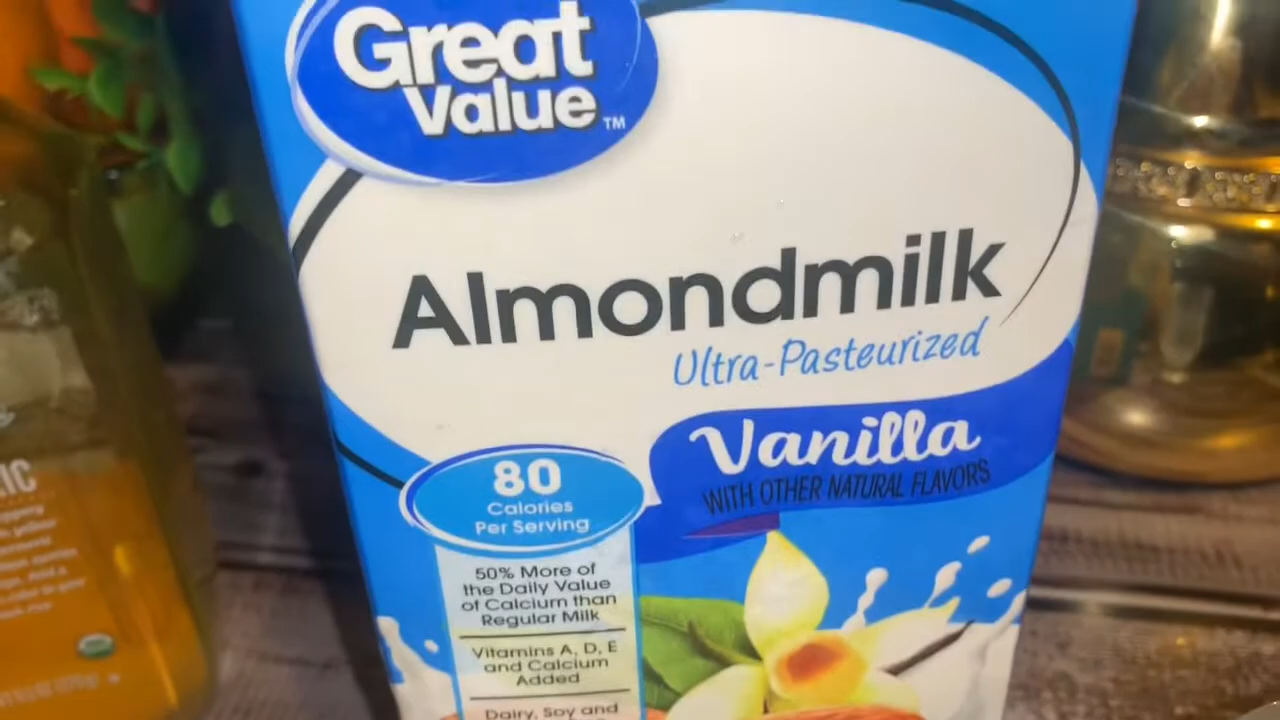 Great
Value TM
Almondmilk
Ultra-Pasteurized
Vanilla
WITH OTHER NATURAL FLAVORS
80
Calories
Per Serving
50% More of
the Daily Value
of Calcium than
Regular Milk
Vitamins A, D, E
and Calcium
Added
Dairy, Soy and